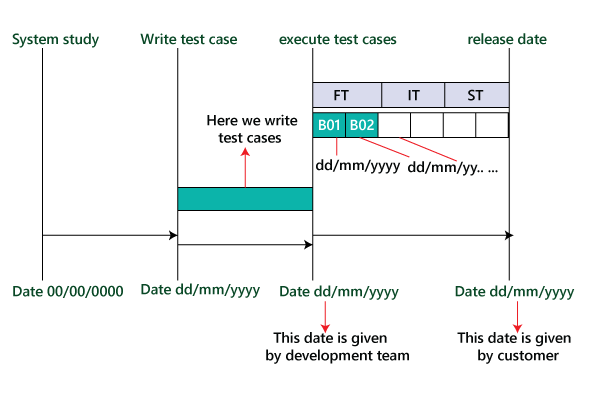 System study
Write test case
execute test cases
release date
FT
IT
ST
Here we write
test cases
B01
B02
dd/mm/yyyy
dd/mm/yy.. ...
Date 00/00/0000
Date dd/mm/yyyy
Date dd/mm/yyyy
Date dd/mm/yyyy
This date is given
by development team
This date is given
by customer